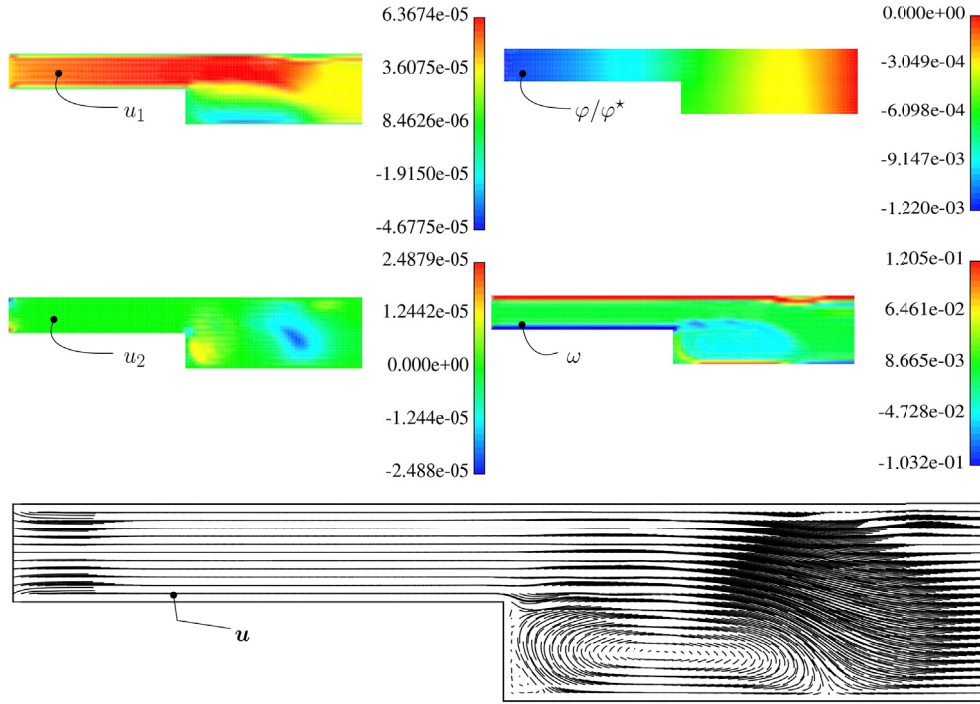 6.3674e-05
3.6075e-05
8.4626e-06
-1.9150e-05
-4.6775e-05
u₁
0.000e+00
-3.049e-04
-6.098e-04
-9.147e-03
-1.220e-03
φ/φ*
2.4879e-05
1.2442e-05
0.000e+00
-1.244e-05
-2.488e-05
u₂
1.205e-01
6.461e-02
8.665e-03
-4.728e-02
-1.032e-01
ω
u